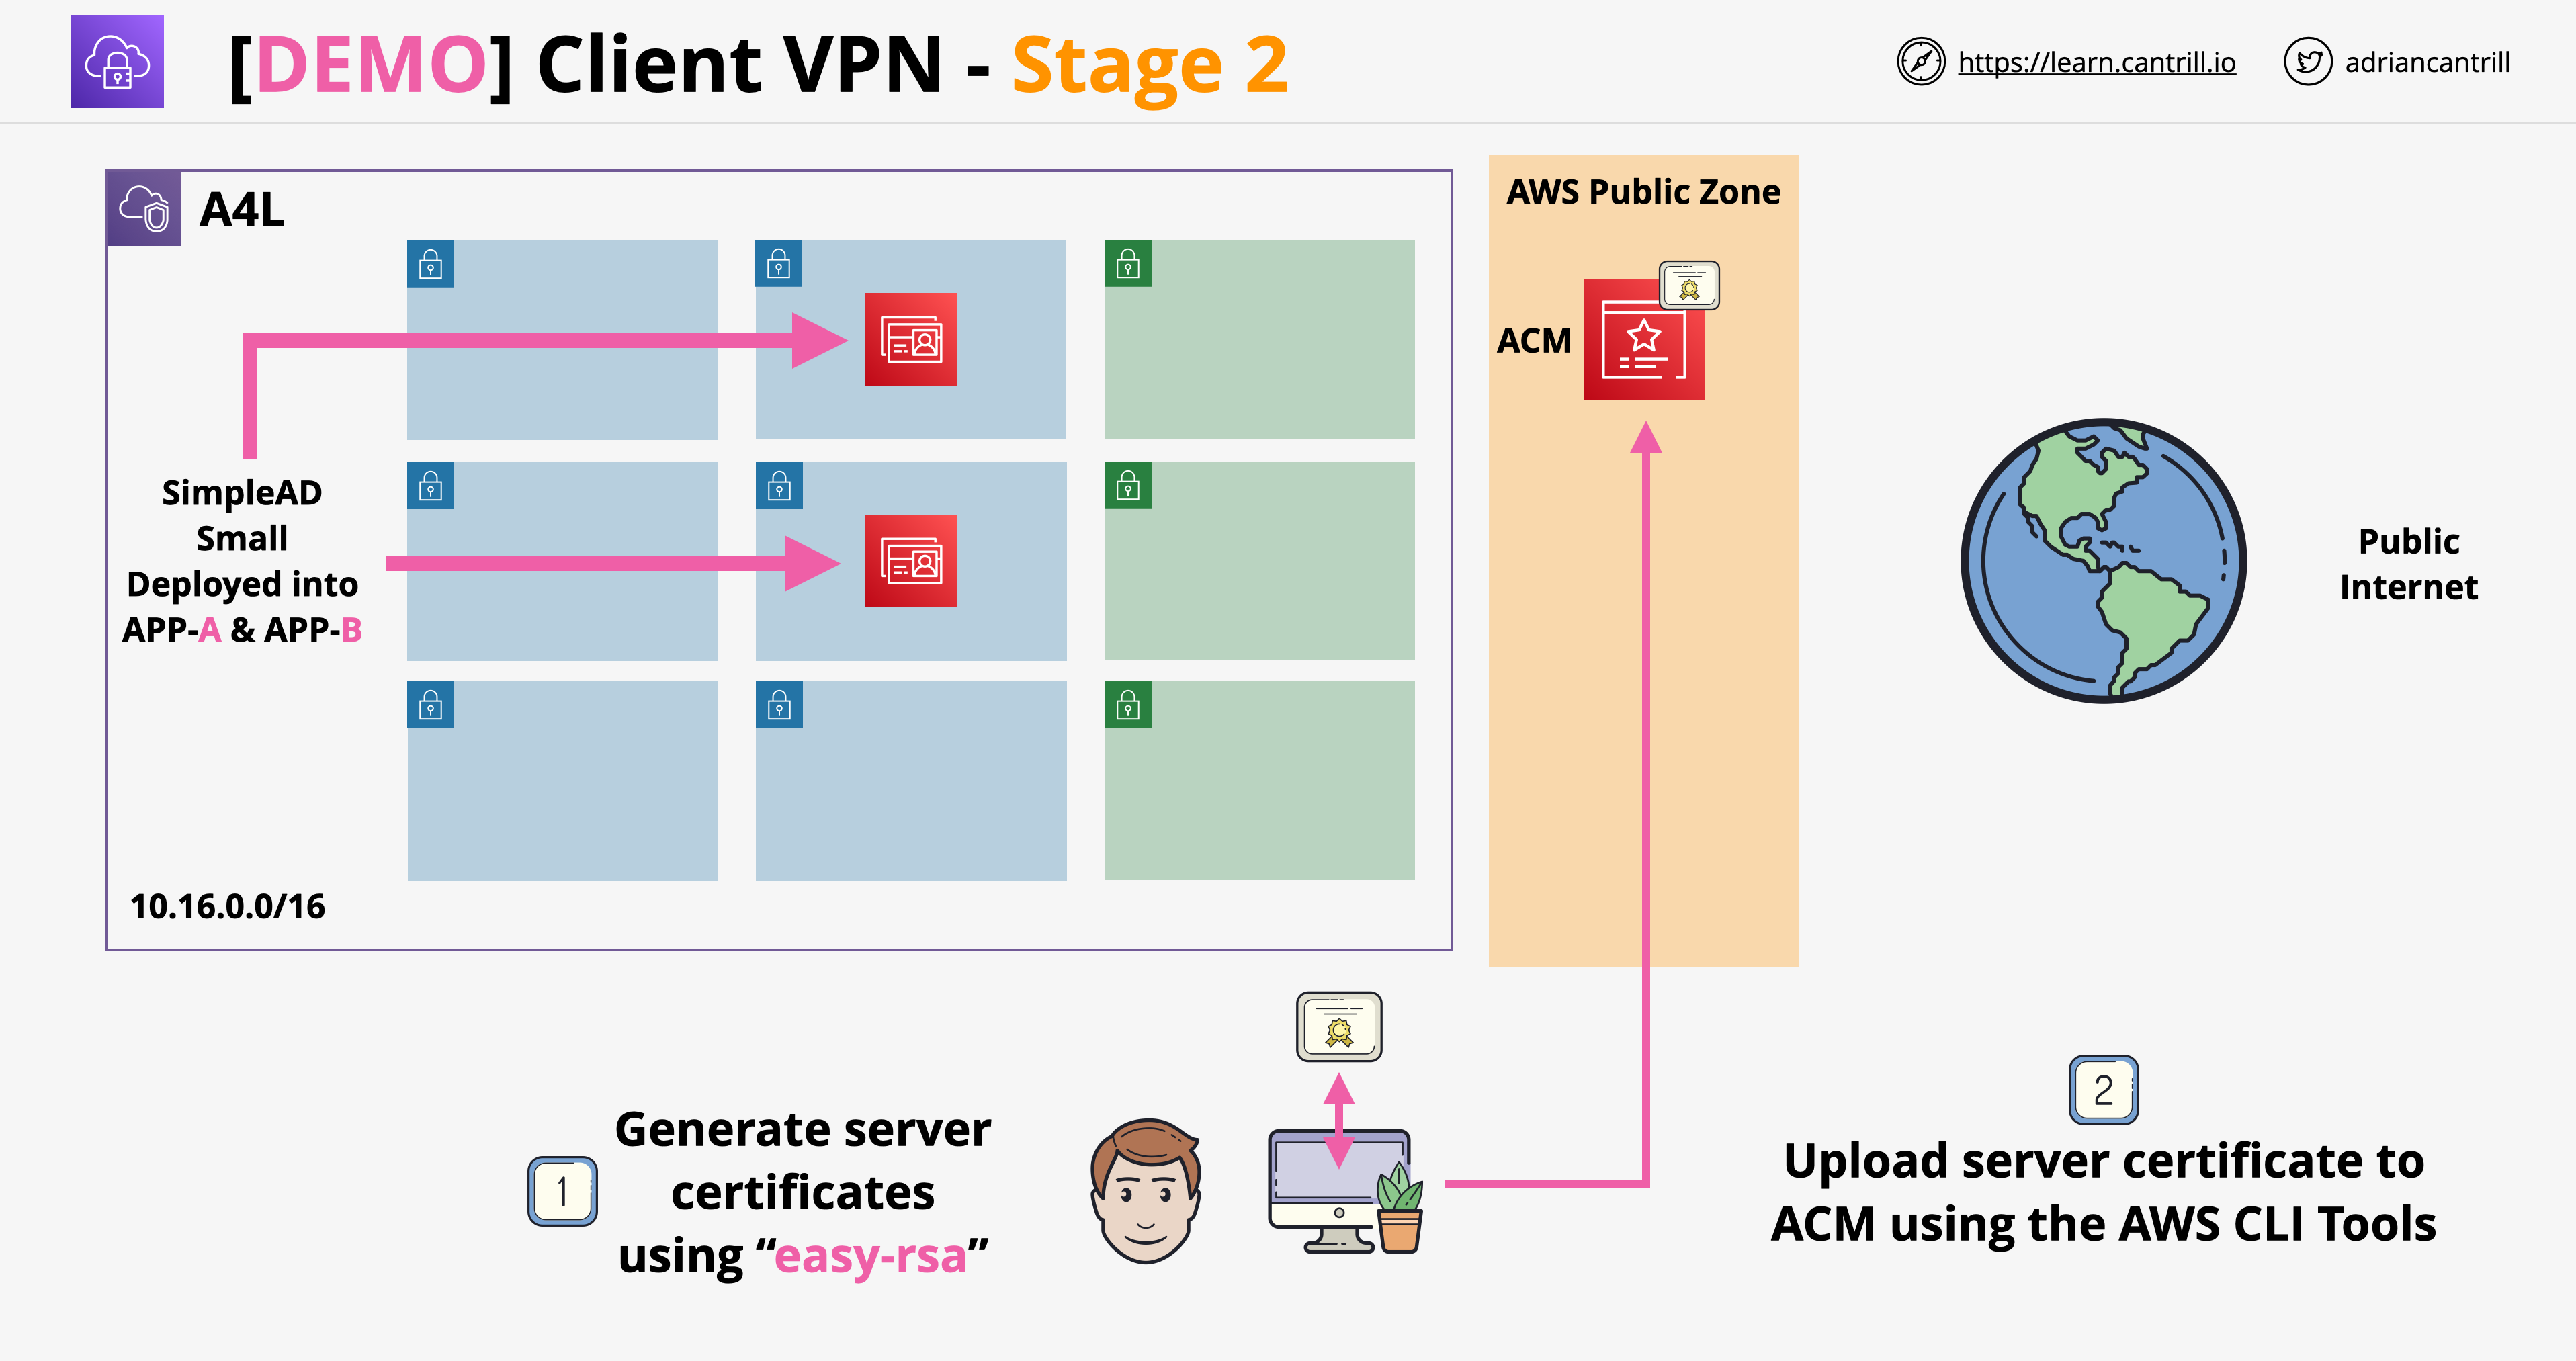 [DEMO] Client VPN - Stage 2
https://learn.cantrill.io
adriancantrill
A4L
AWS Public Zone
ACM
SimpleAD
Small
Deployed into
APP-A & APP-B
Public
Internet
10.16.0.0/16
1
Generate server
certificates
using “easy-rsa”
2
Upload server certificate to
ACM using the AWS CLI Tools